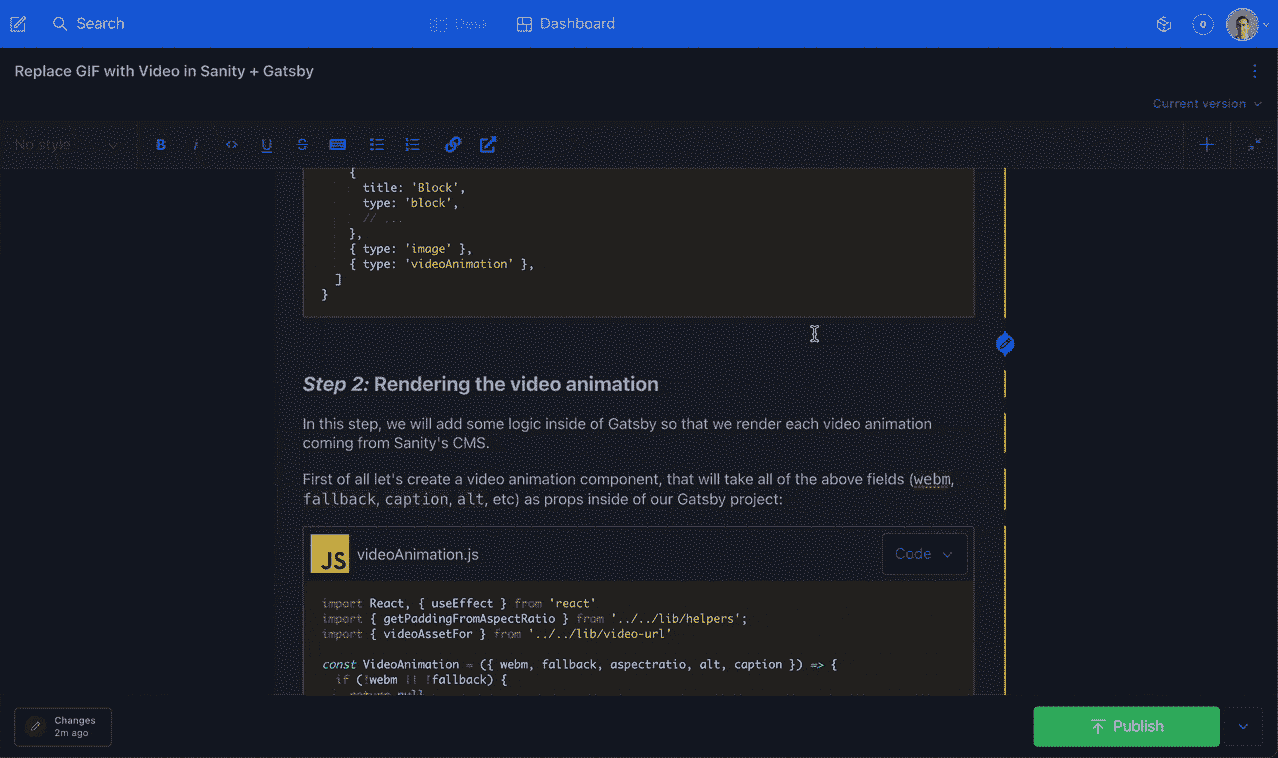 Search
Desk
Dashboard
0
Replace GIF with Video in Sanity + Gatsby
Current version
No style
B i <> U S
{
title: 'Block',
type: 'block',
// ...
},
{ type: 'image' },
{ type: 'videoAnimation' },
]
}
Step 2: Rendering the video animation
In this step, we will add some logic inside of Gatsby so that we render each video animation
coming from Sanity's CMS.
First of all let's create a video animation component, that will take all of the above fields (webm,
fallback, caption, alt, etc) as props inside of our Gatsby project:
JS videoAnimation.js
Code
import React, { useEffect } from 'react'
import { getPaddingFromAspectRatio } from '../../lib/helpers';
import { videoAssetFor } from '../../lib/video-url'
const VideoAnimation = ({ webm, fallback, aspectratio, alt, caption }) => {
if (!webm || !fallback) {
return null
Changes
2m ago
Publish